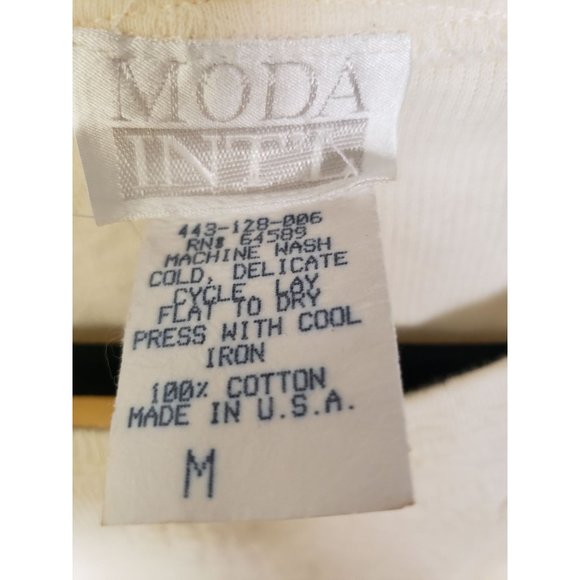 MODA
INT'L
443-128-006
RN# 64589
MACHINE WASH
COLD, DELICATE
CYCLE, LAY
FLAT TO DRY
PRESS WITH COOL
IRON
100% COTTON
MADE IN U.S.A.
M